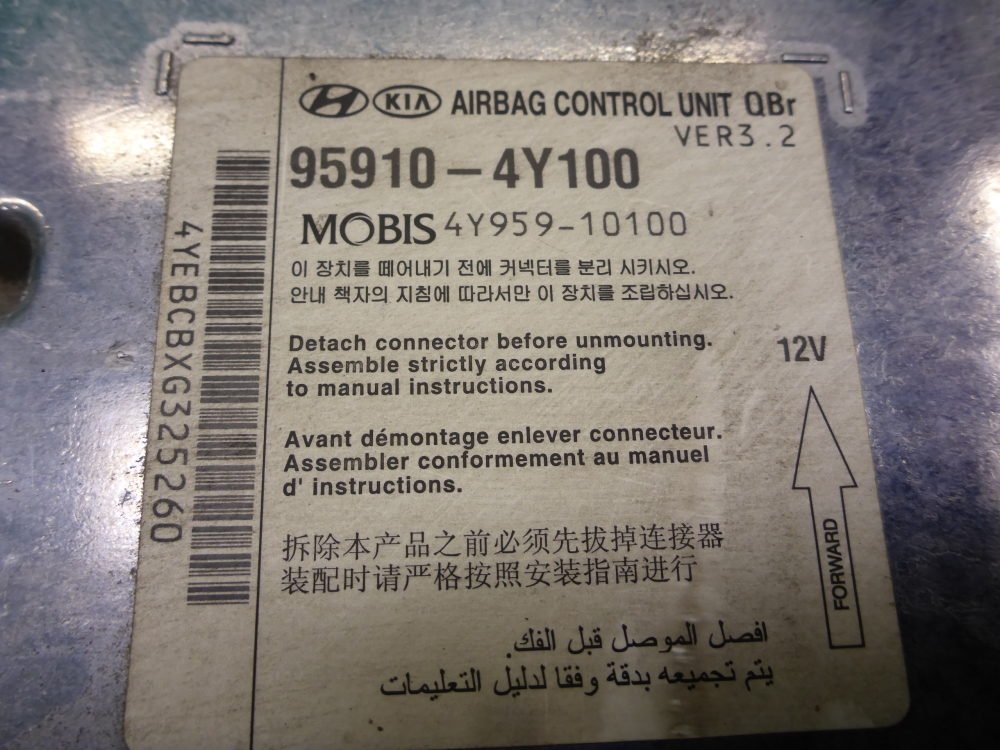 KIA AIRBAG CONTROL UNIT QBr
VER3.2
95910-4Y100
MOBIS 4Y959-10100
이 장치를 떼어내기 전에 커넥터를 분리 시키시오.
안내 책자의 지침에 따라서만 이 장치를 조립하십시오.
Detach connector before unmounting.
Assemble strictly according
to manual instructions.
12V
Avant démontage enlever connecteur.
Assembler conformement au manuel
d' instructions.
拆除本产品之前必须先拔掉连接器
装配时请严格按照安装指南进行
افصل الموصل قبل الفك.
يتم تجميعه بدقة وفقا لدليل التعليمات
FORWARD
4YEBCBXG325260